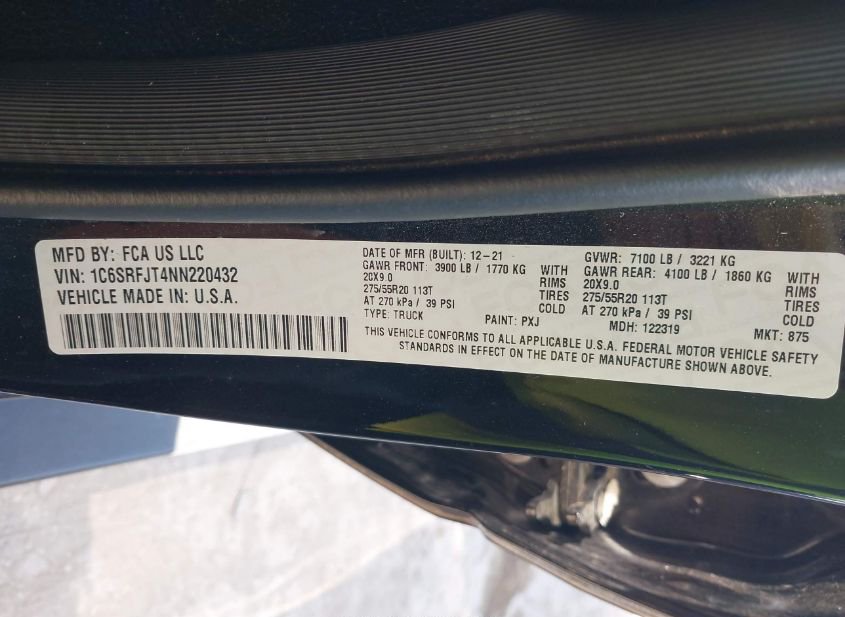 MFD BY: FCA US LLC
VIN: 1C6SRFJT4NN220432
VEHICLE MADE IN: U.S.A.
DATE OF MFR (BUILT): 12-21
GAWR FRONT: 3900 LB / 1770 KG WITH
20X9.0 RIMS
275/55R20 113T TIRES
AT 270 kPa / 39 PSI COLD
TYPE: TRUCK PAINT: PXJ
GVWR: 7100 LB / 3221 KG
GAWR REAR: 4100 LB / 1860 KG WITH
20X9.0 RIMS
275/55R20 113T TIRES
AT 270 kPa / 39 PSI COLD
MDH: 122319 MKT: 875
THIS VEHICLE CONFORMS TO ALL APPLICABLE U.S.A. FEDERAL MOTOR VEHICLE SAFETY
STANDARDS IN EFFECT ON THE DATE OF MANUFACTURE SHOWN ABOVE.